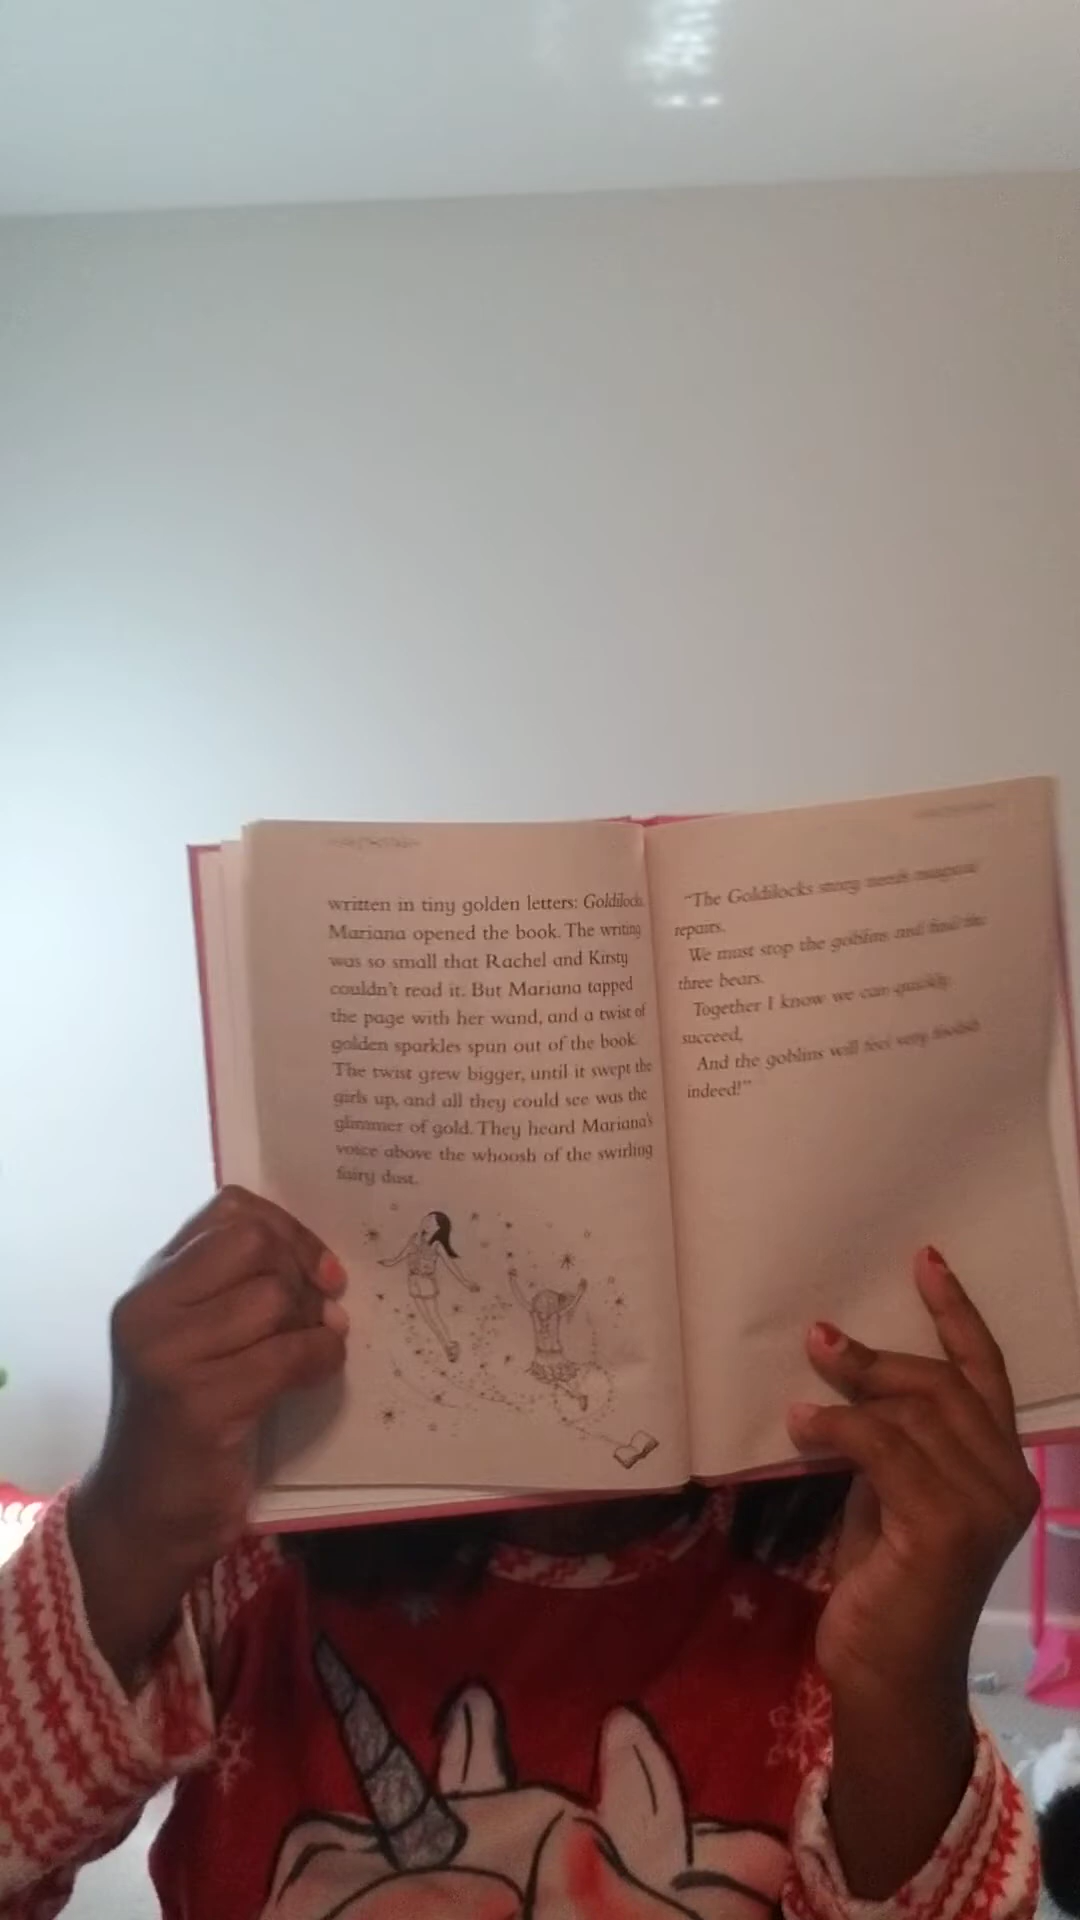 written in tiny golden letters: Goldilocks.
Mariana opened the book. The writing
was so small that Rachel and Kirsty
couldn't read it. But Mariana tapped
the page with her wand, and a twist of
golden sparkles spun out of the book.
The twist grew bigger, until it swept the
girls up, and all they could see was the
glimmer of gold. They heard Mariana's
voice above the whoosh of the swirling
fairy dust.
"The Goldilocks story needs
repairs.
We must stop the goblins and find the
three bears.
Together I know we can quickly
succeed,
And the goblins will feel very foolish
indeed!"